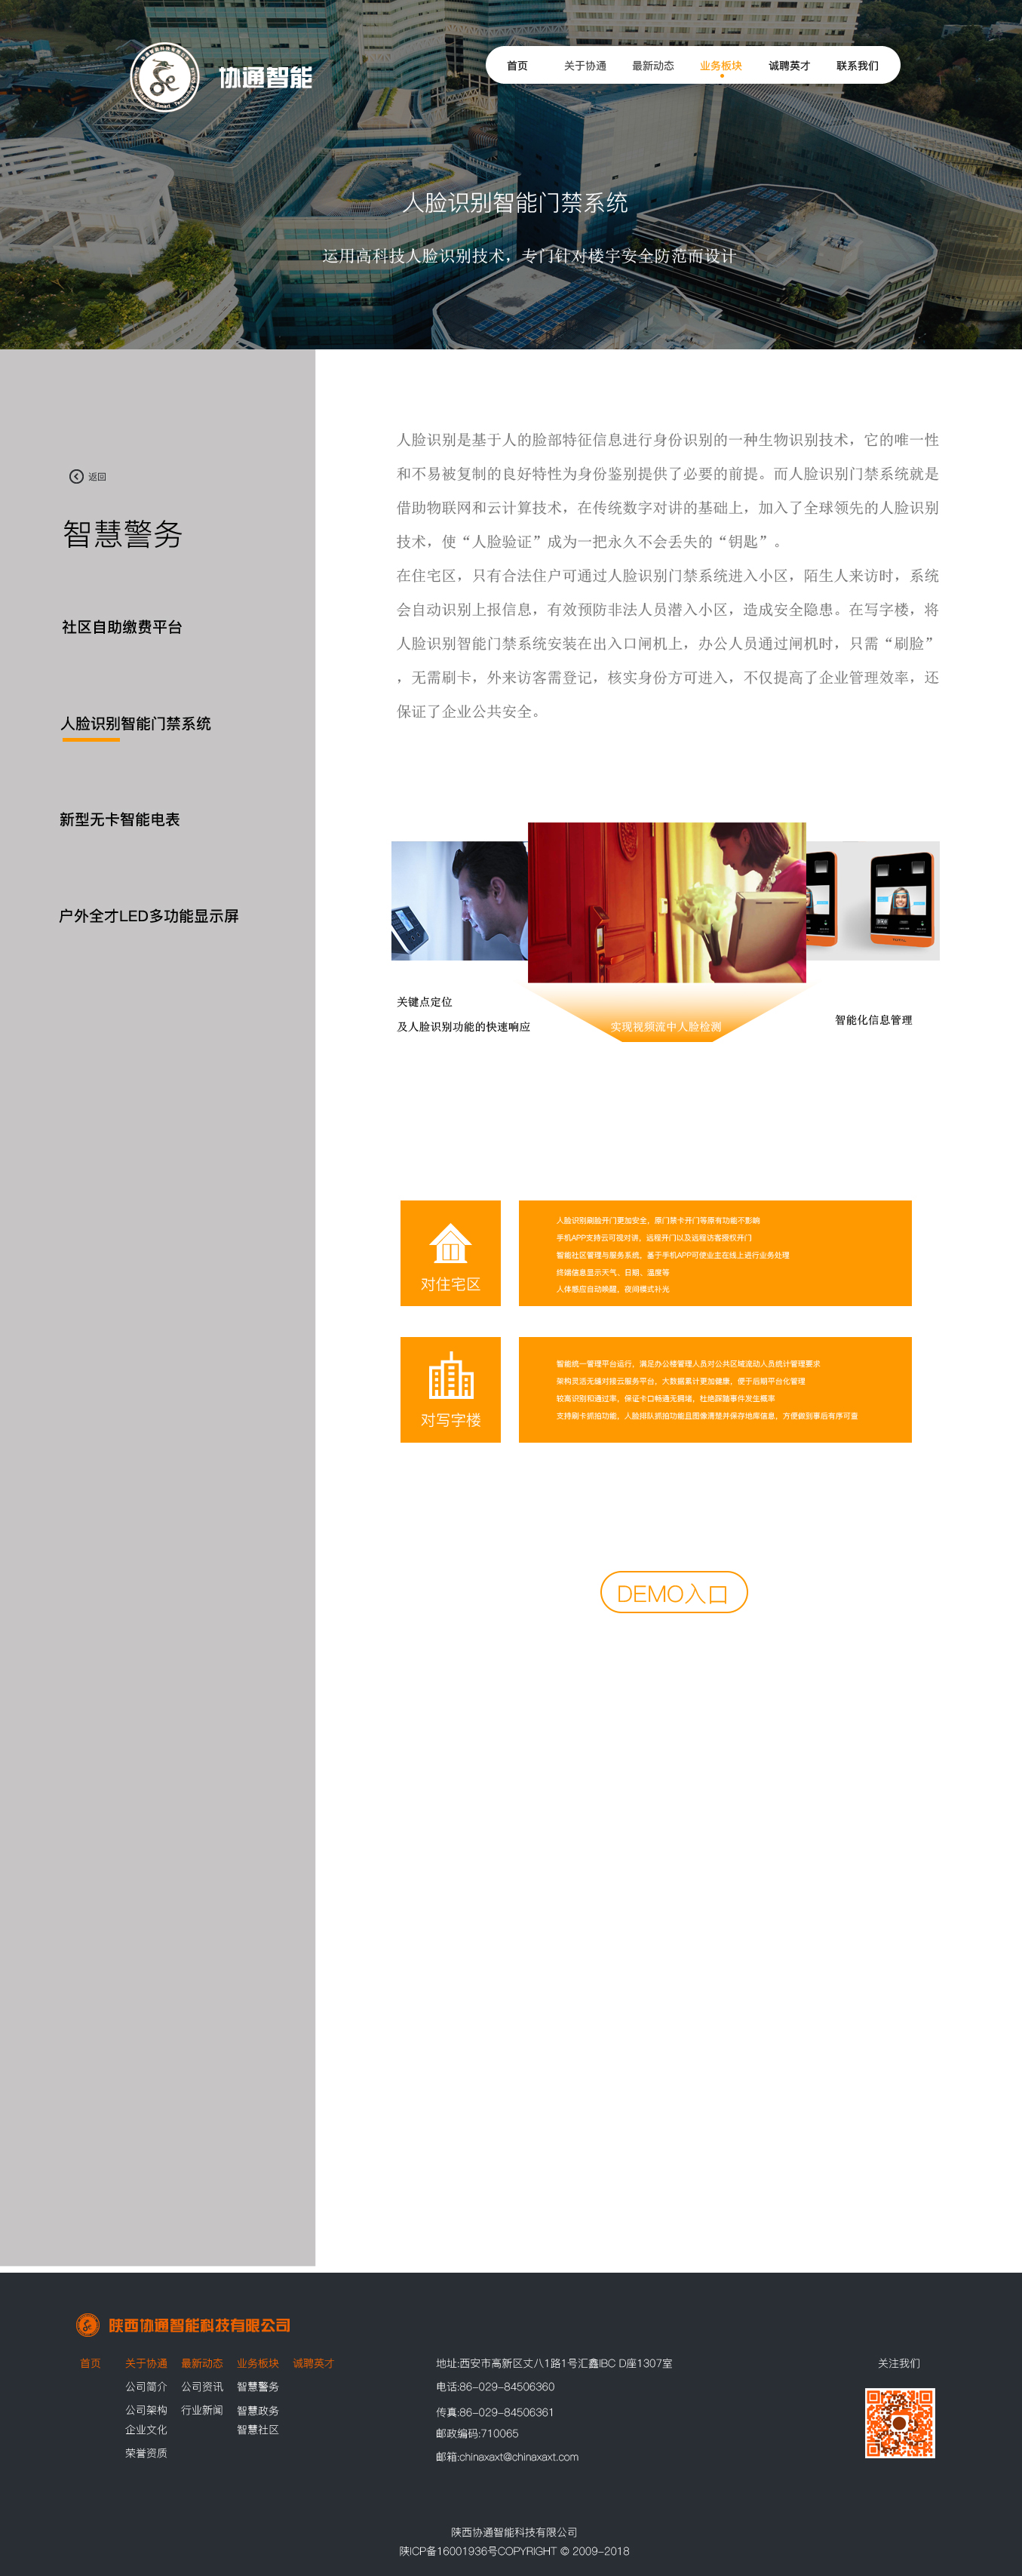 协通智能
首页 关于协通 最新动态 业务板块 诚聘英才 联系我们
人脸识别智能门禁系统
运用高科技人脸识别技术，专门针对楼宇安全防范而设计
返回
智慧警务
社区自助缴费平台
人脸识别智能门禁系统
新型无卡智能电表
户外全才LED多功能显示屏
人脸识别是基于人的脸部特征信息进行身份识别的一种生物识别技术，它的唯一性
和不易被复制的良好特性为身份鉴别提供了必要的前提。而人脸识别门禁系统就是
借助物联网和云计算技术，在传统数字对讲的基础上，加入了全球领先的人脸识别
技术，使“人脸验证”成为一把永久不会丢失的“钥匙”。
在住宅区，只有合法住户可通过人脸识别门禁系统进入小区，陌生人来访时，系统
会自动识别上报信息，有效预防非法人员潜入小区，造成安全隐患。在写字楼，将
人脸识别智能门禁系统安装在出入口闸机上，办公人员通过闸机时，只需“刷脸”
，无需刷卡，外来访客需登记，核实身份方可进入，不仅提高了企业管理效率，还
保证了企业公共安全。
关键点定位
及人脸识别功能的快速响应
实现视频流中人脸检测
智能化信息管理
对住宅区
人脸识别刷脸开门更加安全，原门禁卡开门等原有功能不影响
手机APP支持云可视对讲，远程开门以及远程访客授权开门
智能社区管理与服务系统，基于手机APP可使业主在线上进行业务处理
终端信息显示天气、日期、温度等
人体感应自动唤醒，夜间模式补光
对写字楼
智能统一管理平台运行，满足办公楼管理人员对公共区域流动人员统计管理要求
架构灵活无缝对接云服务平台，大数据累计更加健康，便于后期平台化管理
较高识别和通过率，保证卡口畅通无拥堵，杜绝踩踏事件发生概率
支持刷卡抓拍功能，人脸排队抓拍功能且图像清楚并保存地库信息，方便做到事后有序可查
DEMO入口
陕西协通智能科技有限公司
首页 关于协通 最新动态 业务板块 诚聘英才
公司简介 公司资讯 智慧警务
公司架构 行业新闻 智慧政务
企业文化 智慧社区
荣誉资质
地址:西安市高新区丈八1路1号汇鑫IBC D座1307室
电话:86-029-84506360
传真:86-029-84506361
邮政编码:710065
邮箱:chinaxaxt@chinaxaxt.com
关注我们
陕西协通智能科技有限公司
陕ICP备16001936号COPYRIGHT © 2009-2018